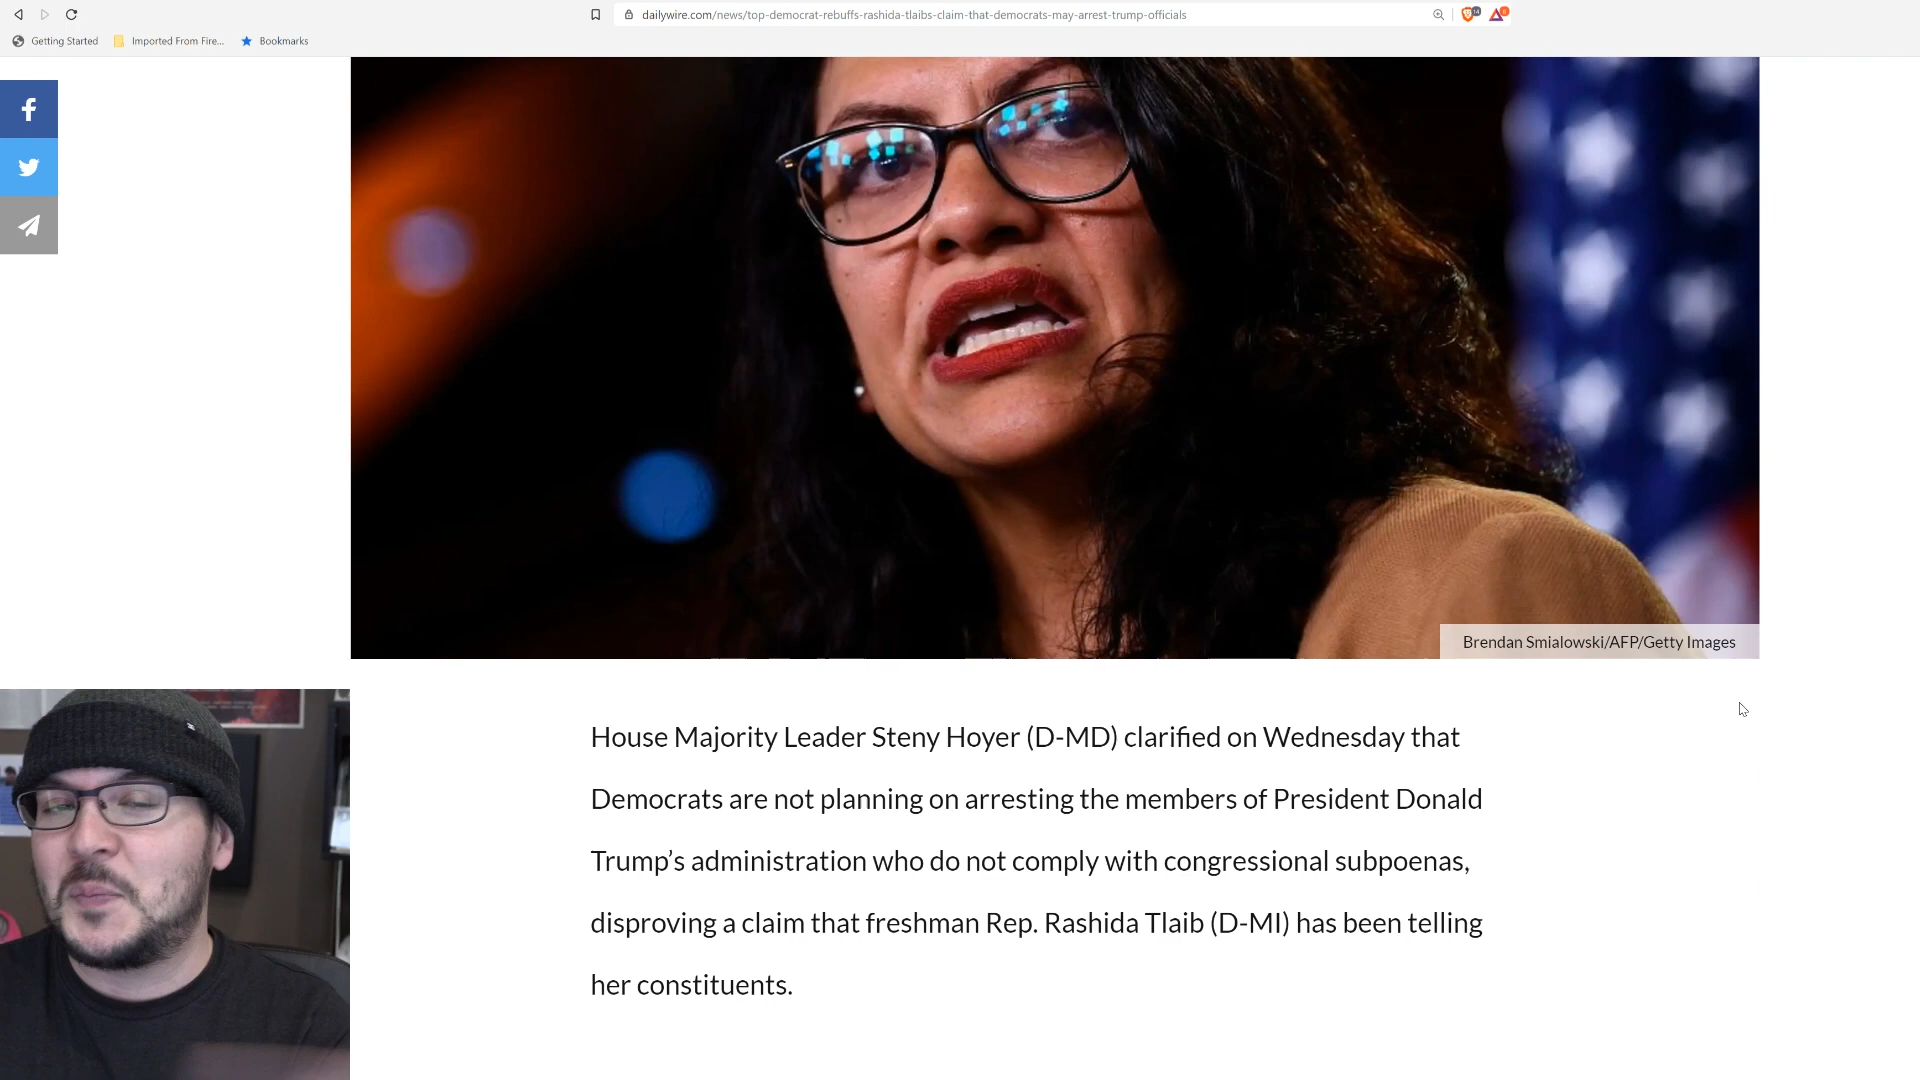 dailywire.com/news/top-democrat-rebuffs-rashida-tlaibs-claim-that-democrats-may-arrest-trump-officials
Getting Started
Imported From Fire...
Bookmarks
Brendan Smialowski/AFP/Getty Images
House Majority Leader Steny Hoyer (D-MD) clarified on Wednesday that
Democrats are not planning on arresting the members of President Donald
Trump’s administration who do not comply with congressional subpoenas,
disproving a claim that freshman Rep. Rashida Tlaib (D-MI) has been telling
her constituents.